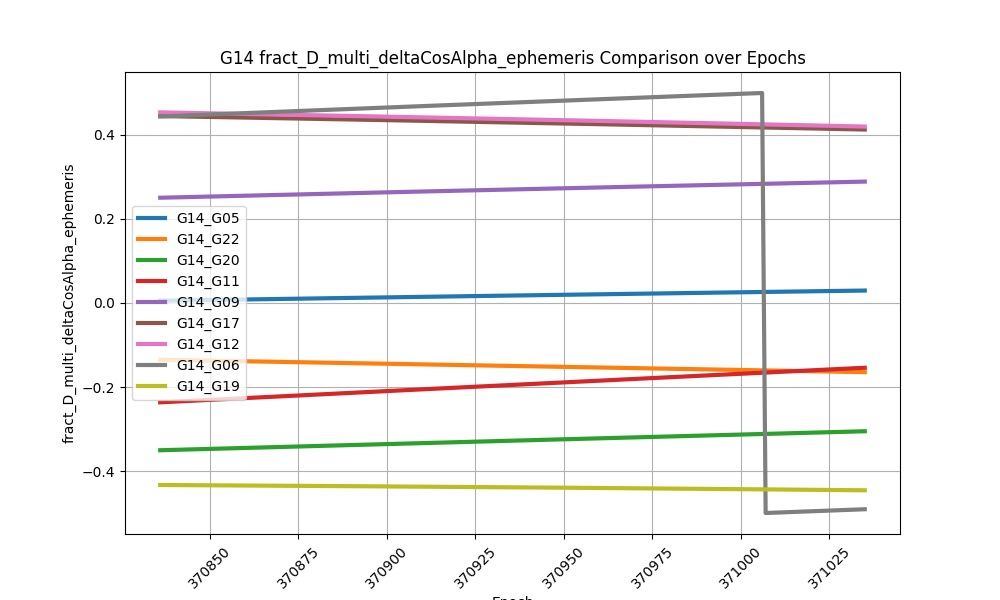 G14 fract_D_multi_deltaCosAlpha_ephemeris Comparison over Epochs
fract_D_multi_deltaCosAlpha_ephemeris
0.4
0.2
0.0
−0.2
−0.4
G14_G05
G14_G22
G14_G20
G14_G11
G14_G09
G14_G17
G14_G12
G14_G06
G14_G19
370850
370875
370900
370925
370950
370975
371000
371025
Epoch